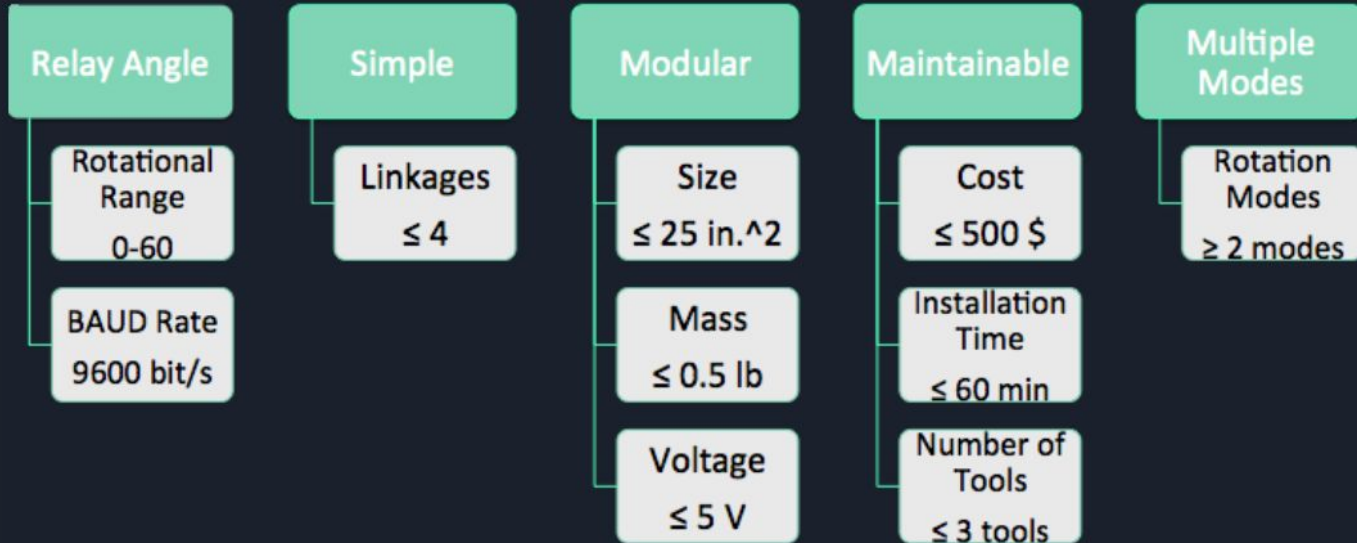 Relay Angle
Rotational
Range
0-60
BAUD Rate
9600 bit/s
Simple
Linkages
≤ 4
Modular
Size
≤ 25 in.^2
Mass
≤ 0.5 lb
Voltage
≤ 5 V
Maintainable
Cost
≤ 500 $
Installation
Time
≤ 60 min
Number of
Tools
≤ 3 tools
Multiple
Modes
Rotation
Modes
≥ 2 modes